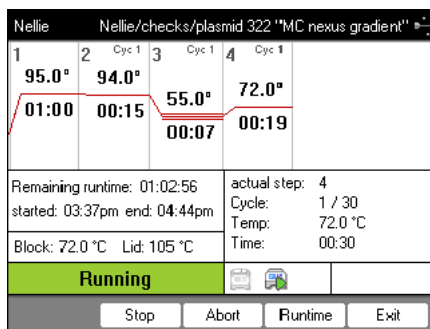 Nellie Nellie/checks/plasmid 322 "MC nexus gradient"
1 2 Cyc 1 3 Cyc 1 4 Cyc 1
95.0° 94.0° 55.0° 72.0°
01:00 00:15 00:07 00:19
Remaining runtime: 01:02:56
started: 03:37pm end: 04:44pm
Block: 72.0 °C Lid: 105 °C
actual step: 4
Cycle: 1 / 30
Temp: 72.0 °C
Time: 00:30
Running
Stop Abort Runtime Exit